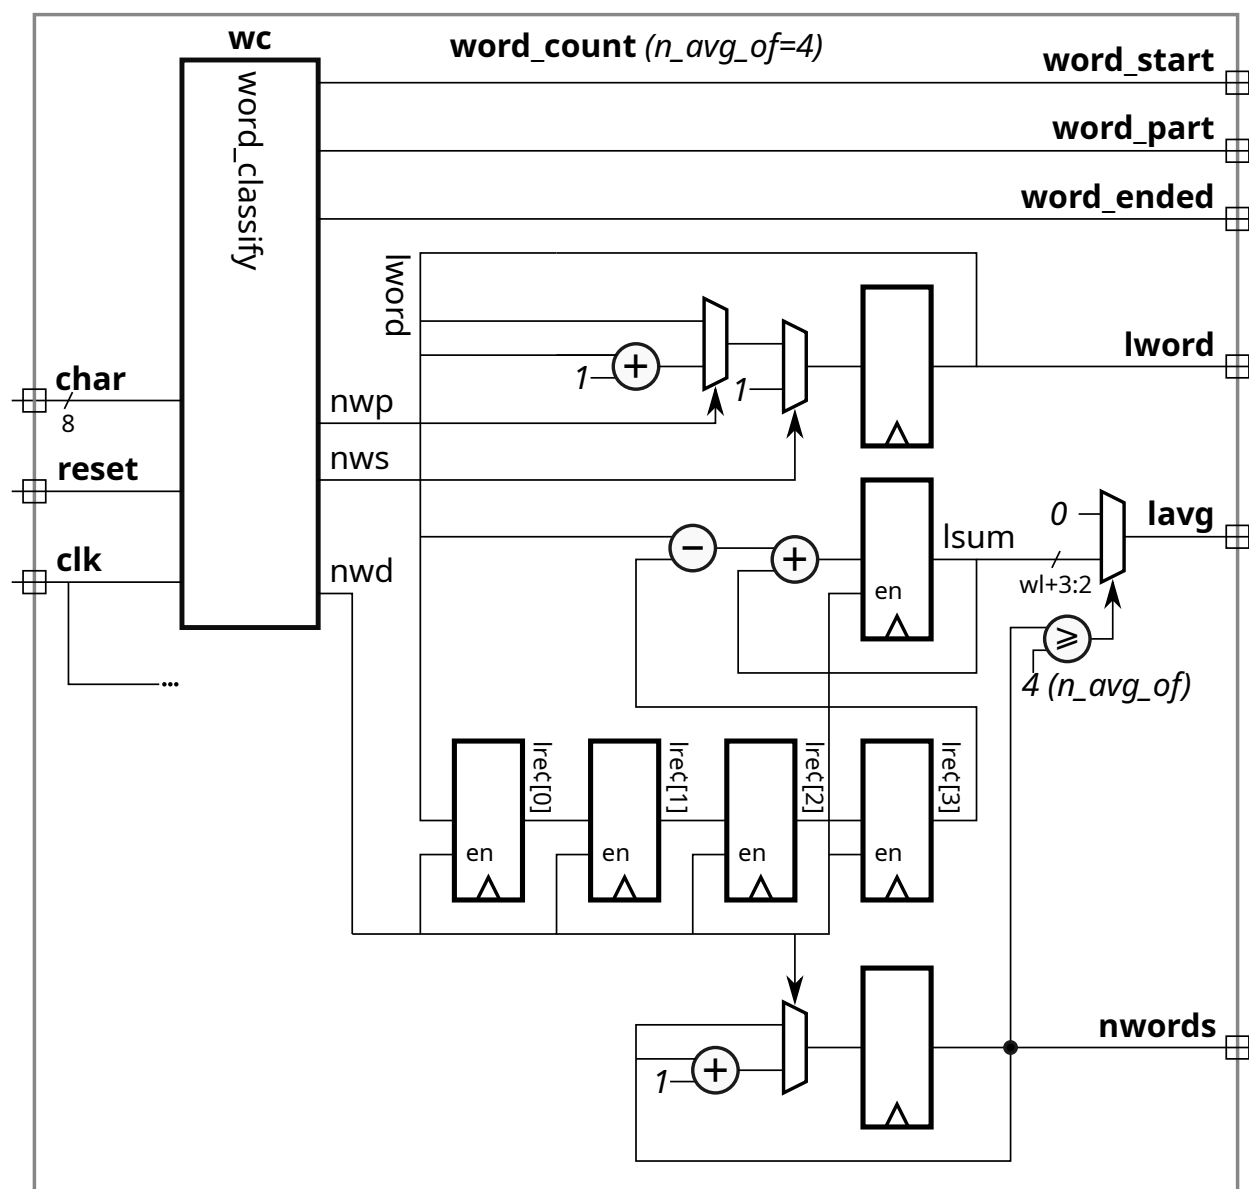 wc
word_count (n_avg_of=4)
word_start
word_classify
word_part
word_ended
lword
lword
char
8
1
+
1
nwp
reset
nws
0
lavg
clk
nwd
−
+
lsum
wl+3:2
en
≥
4 (n_avg_of)
...
lrec[0]
lrec[1]
lrec[2]
lrec[3]
en
en
en
en
nwords
1
+